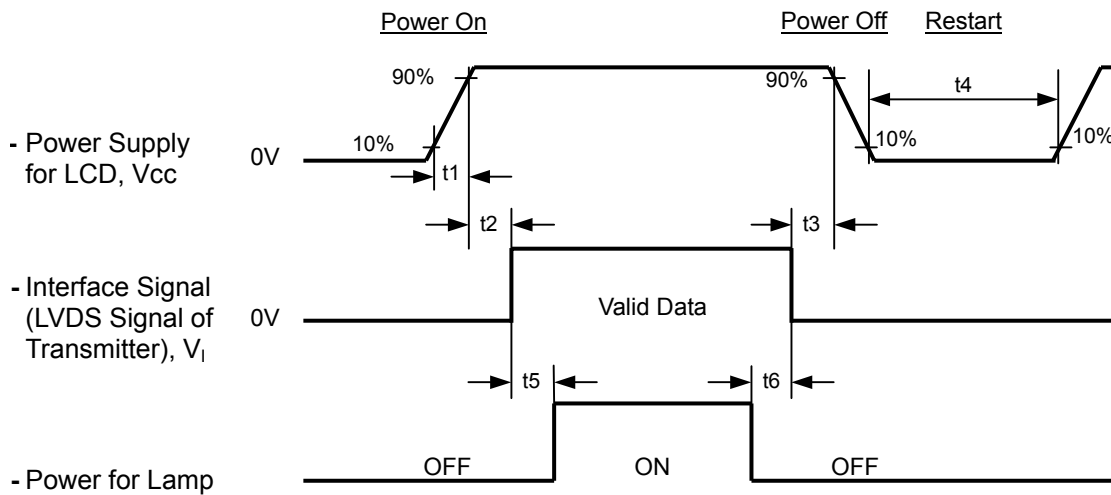 Power On
Power Off
Restart
90%
90%
t4
- Power Supply
for LCD, Vcc
0V
10%
10%
10%
t1
t2
t3
- Interface Signal
(LVDS Signal of
Transmitter), VI
0V
Valid Data
t5
t6
- Power for Lamp
OFF
ON
OFF